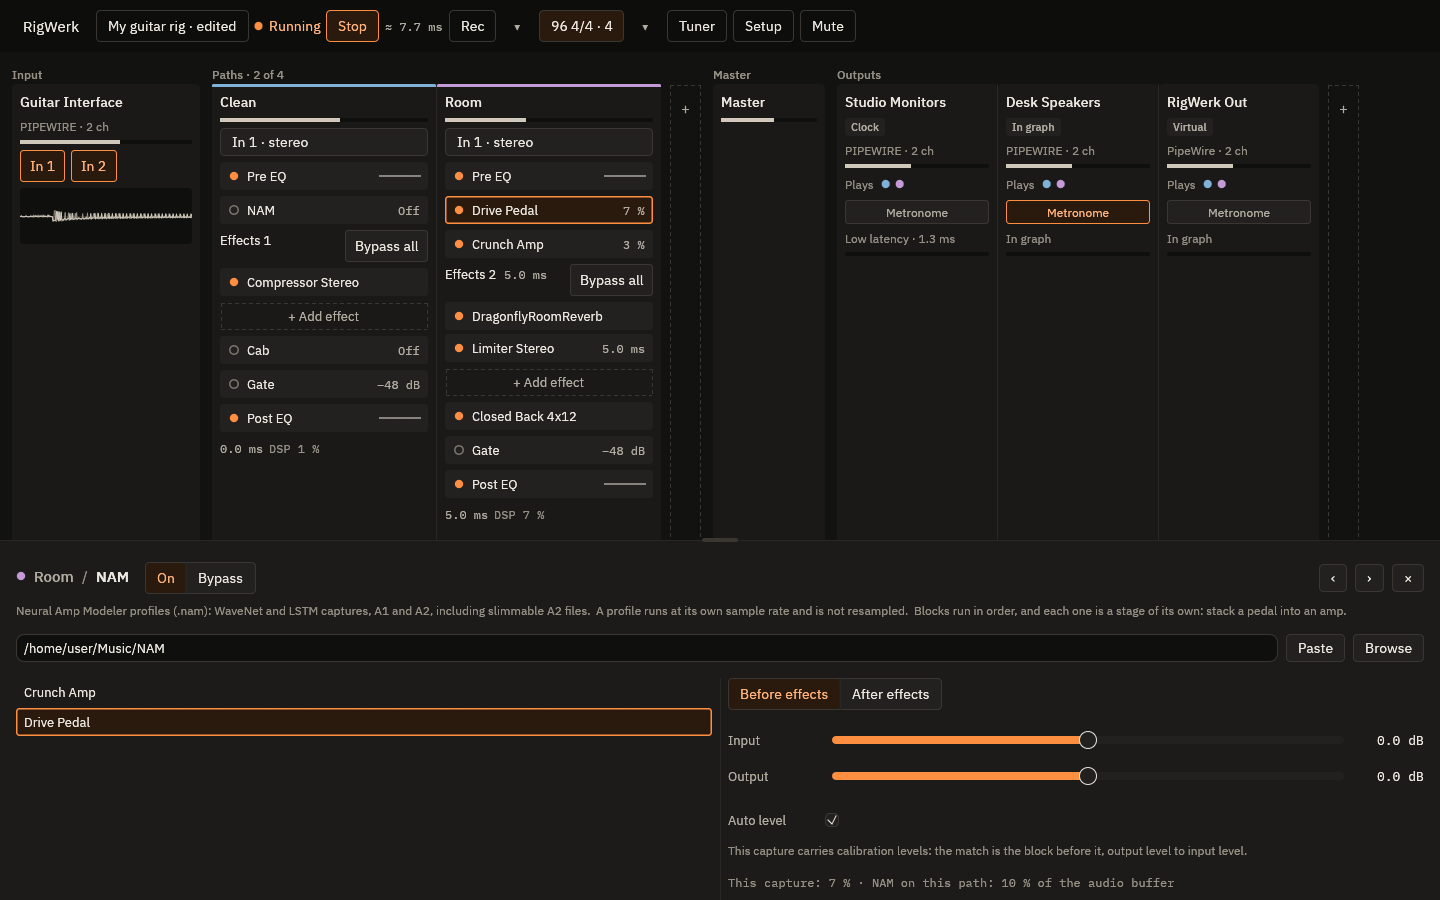 RigWerk My guitar rig · edited Running Stop ≈ 7.7 ms Rec ▼ 96 4/4 · 4 ▼ Tuner Setup Mute
Input
Guitar Interface
PIPEWIRE · 2 ch
In 1 In 2
Paths · 2 of 4
Clean
In 1 · stereo
Pre EQ
NAM Off
Effects 1 Bypass all
Compressor Stereo
+ Add effect
Cab Off
Gate −48 dB
Post EQ
0.0 ms DSP 1 %
Room
In 1 · stereo
Pre EQ
Drive Pedal 7 %
Crunch Amp 3 %
Effects 2 5.0 ms Bypass all
DragonflyRoomReverb
Limiter Stereo 5.0 ms
+ Add effect
Closed Back 4x12
Gate −48 dB
Post EQ
5.0 ms DSP 7 %
+
Master
Master
Outputs
Studio Monitors
Clock
PIPEWIRE · 2 ch
Plays
Metronome
Low latency · 1.3 ms
Desk Speakers
In graph
PIPEWIRE · 2 ch
Plays
Metronome
In graph
RigWerk Out
Virtual
PipeWire · 2 ch
Plays
Metronome
In graph
+
Room / NAM On Bypass ‹ › ×
Neural Amp Modeler profiles (.nam): WaveNet and LSTM captures, A1 and A2, including slimmable A2 files. A profile runs at its own sample rate and is not resampled. Blocks run in order, and each one is a stage of its own: stack a pedal into an amp.
/home/user/Music/NAM Paste Browse
Crunch Amp
Drive Pedal
Before effects After effects
Input 0.0 dB
Output 0.0 dB
Auto level ✓
This capture carries calibration levels: the match is the block before it, output level to input level.
This capture: 7 % · NAM on this path: 10 % of the audio buffer